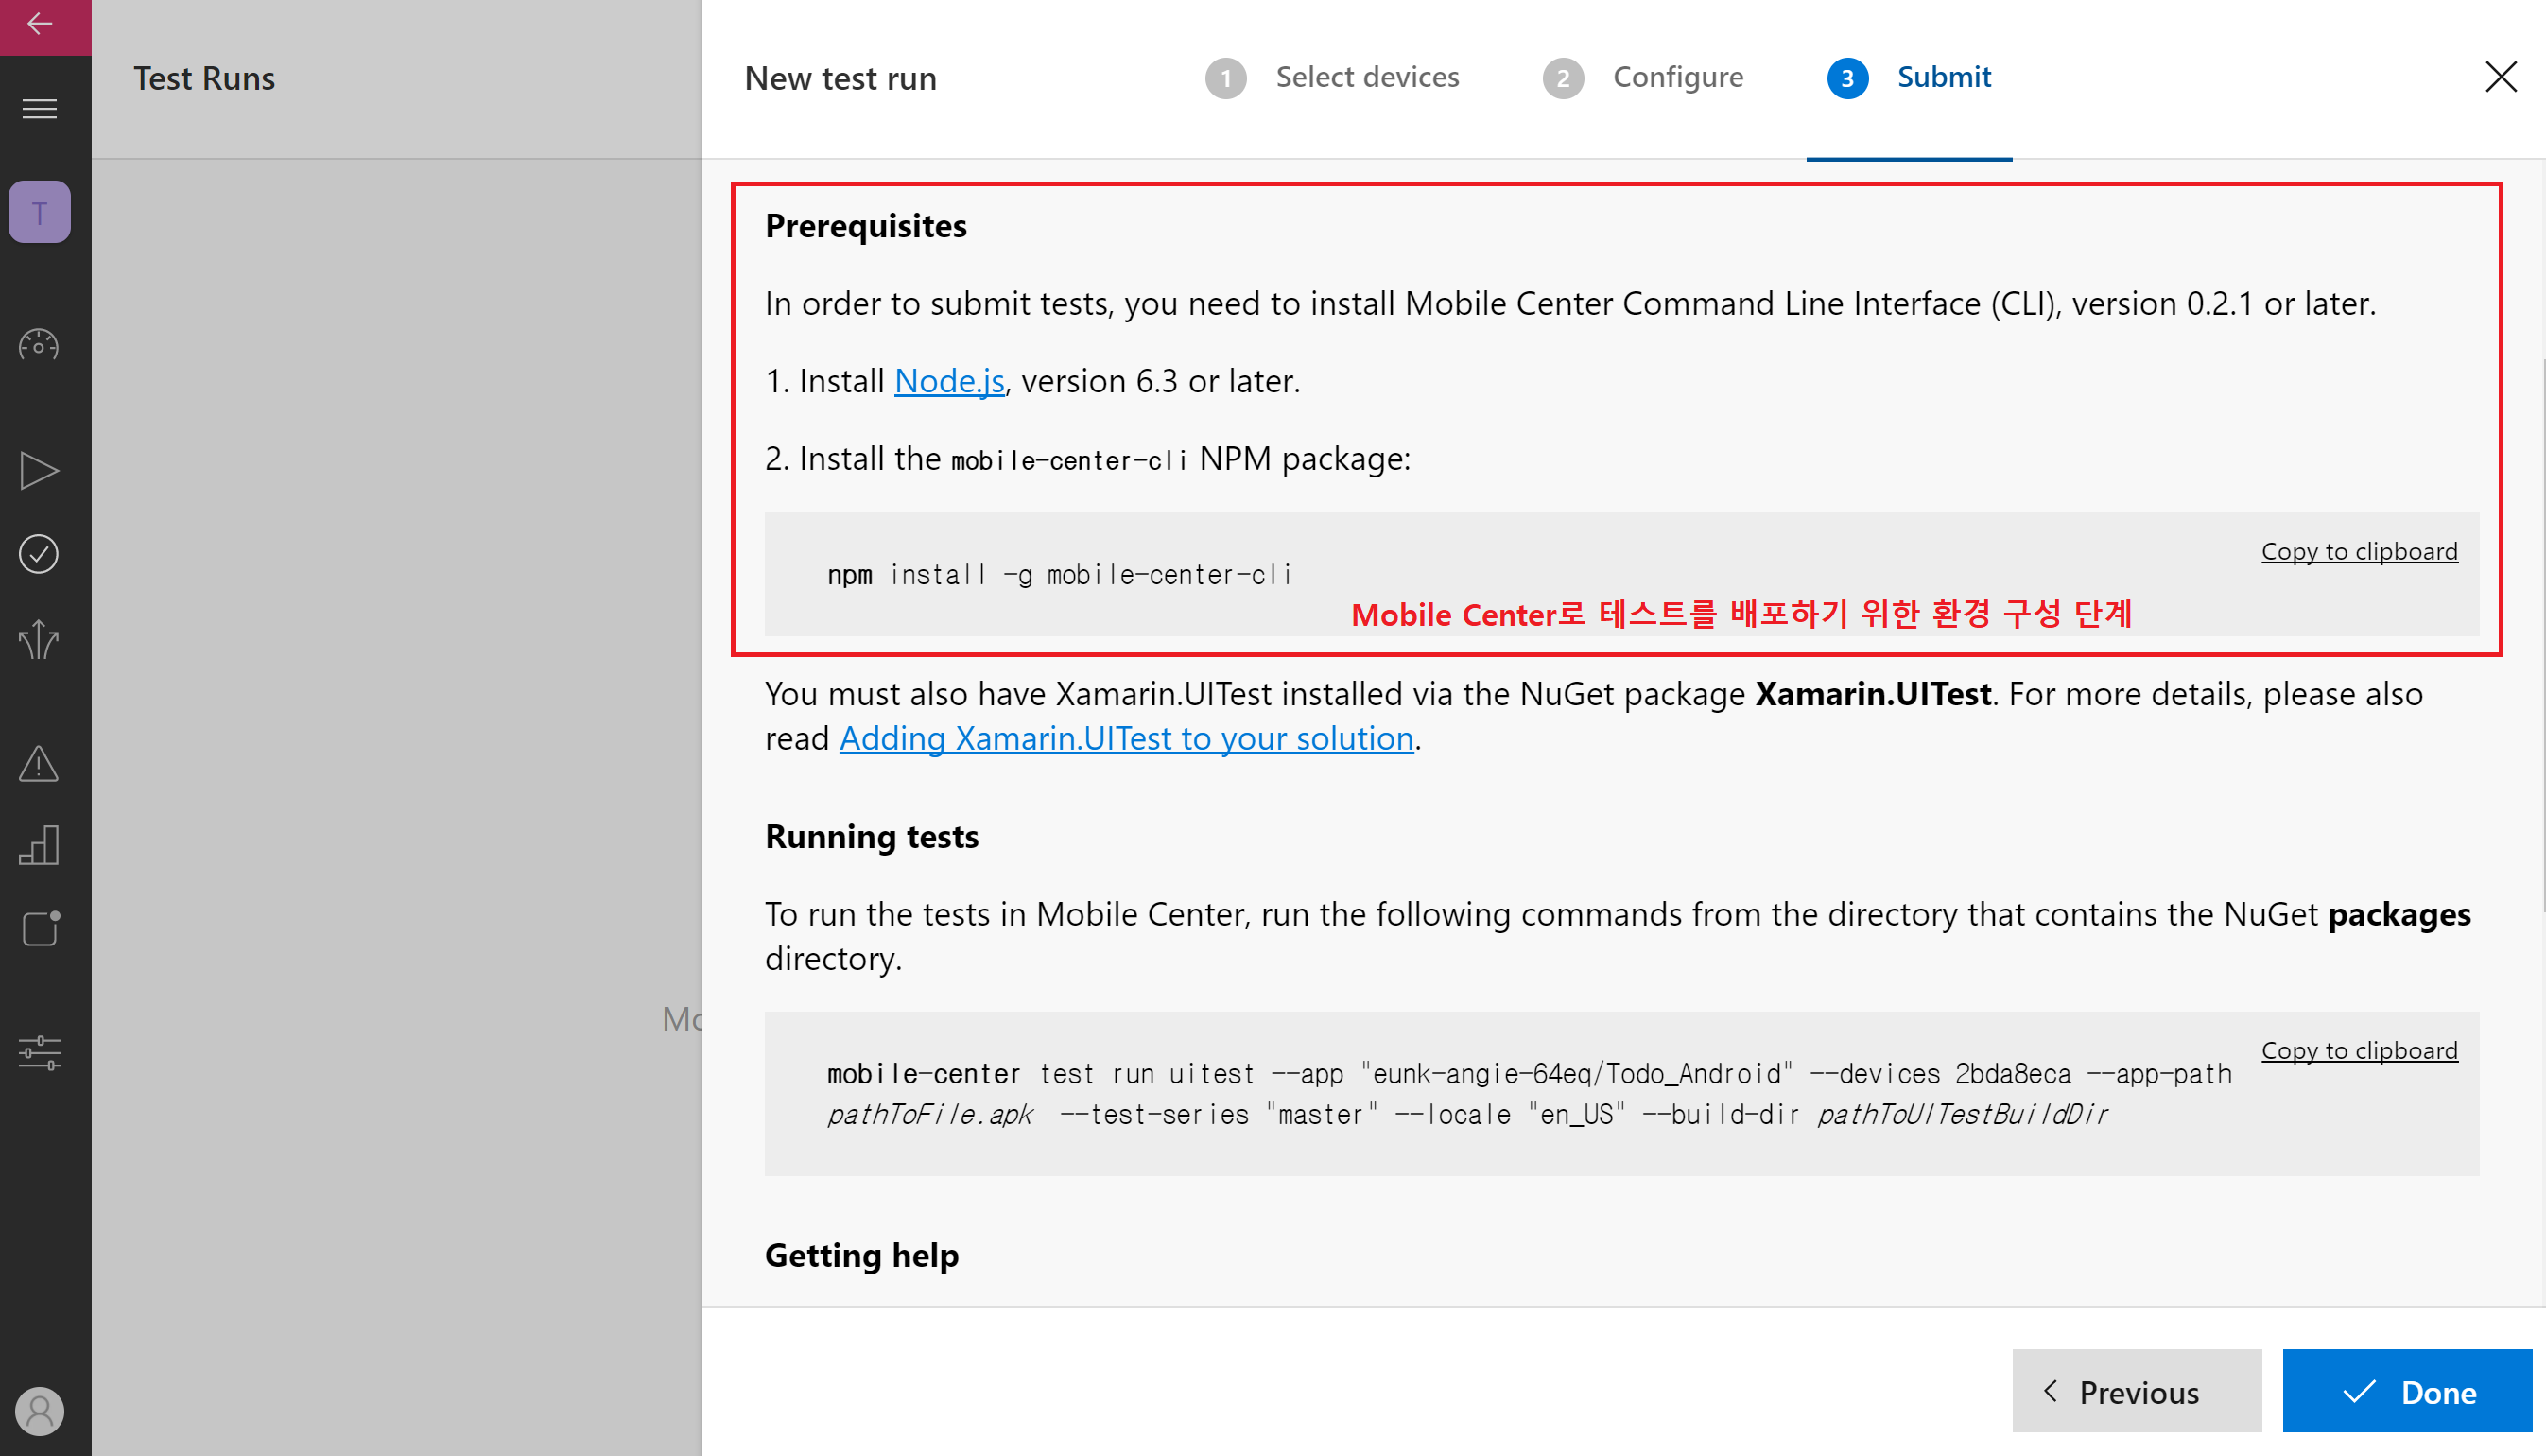 Test Runs
New test run
1 Select devices
2 Configure
3 Submit
T
Prerequisites
In order to submit tests, you need to install Mobile Center Command Line Interface (CLI), version 0.2.1 or later.
1. Install Node.js, version 6.3 or later.
2. Install the mobile-center-cli NPM package:
Copy to clipboard
npm install -g mobile-center-cli
Mobile Center로 테스트를 배포하기 위한 환경 구성 단계
You must also have Xamarin.UITest installed via the NuGet package Xamarin.UITest. For more details, please also
read Adding Xamarin.UITest to your solution.
Running tests
To run the tests in Mobile Center, run the following commands from the directory that contains the NuGet packages
directory.
Mo
Copy to clipboard
mobile-center test run uitest --app "eunk-angie-64eq/Todo_Android" --devices 2bda8eca --app-path
pathToFile.apk --test-series "master" --locale "en_US" --build-dir pathToUITestBuildDir
Getting help
Previous
Done